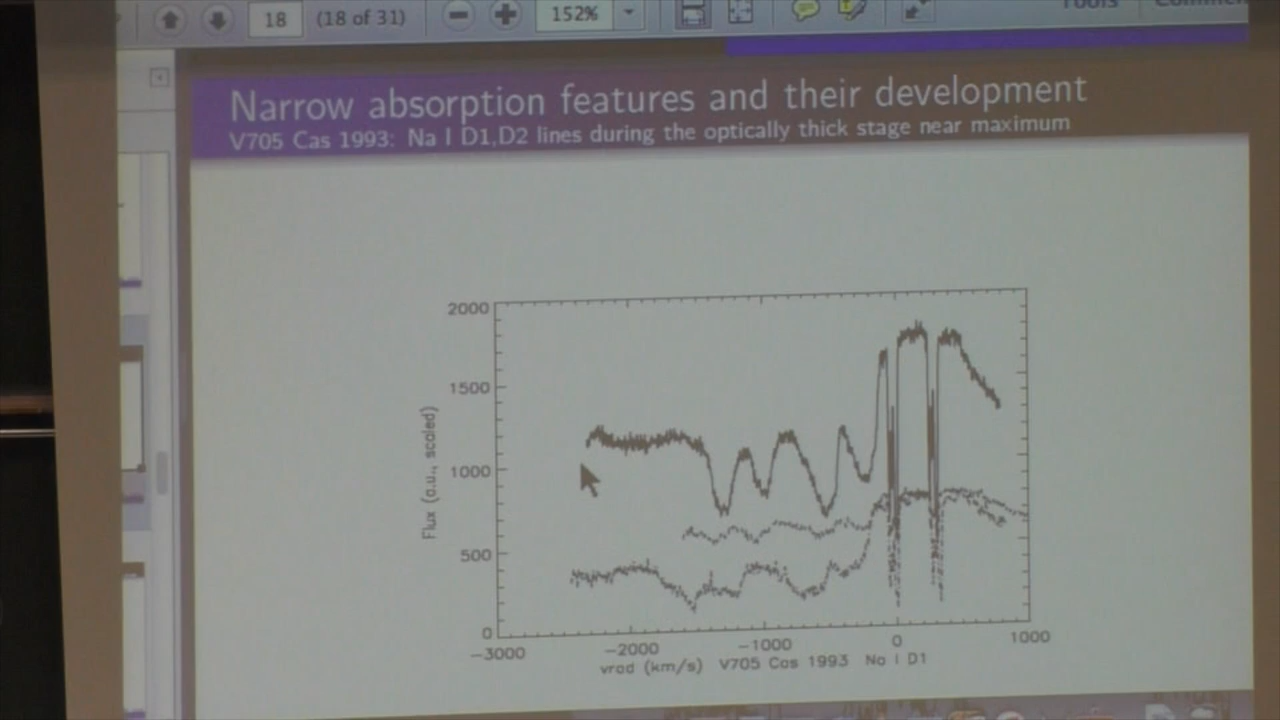 18 (18 of 31) 152%
Tools
Narrow absorption features and their development
V705 Cas 1993: Na I D1,D2 lines during the optically thick stage near maximum
2000
1500
1000
500
0
Flux (a.u., scaled)
−3000 −2000 −1000 0 1000
vrad (km/s) V705 Cas 1993 Na I D1